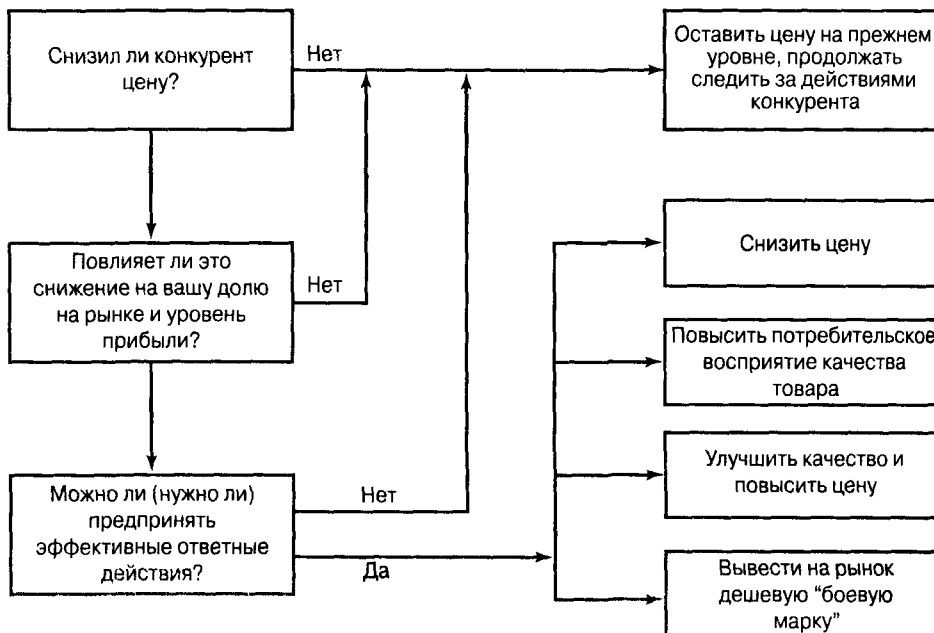 Снизил ли конкурент
цену?
Нет
Оставить цену на прежнем
уровне, продолжать
следить за действиями
конкурента
Повлияет ли это
снижение на вашу долю
на рынке и уровень
прибыли?
Нет
Снизить цену
Повысить потребительское
восприятие качества
товара
Можно ли (нужно ли)
предпринять
эффективные ответные
действия?
Нет
Да
Улучшить качество и
повысить цену
Вывести на рынок
дешевую “боевую
марку”